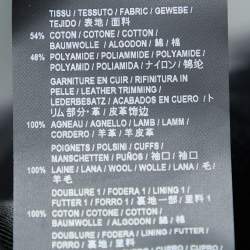 TISSU / TESSUTO / FABRIC / GEWEBE /
TEJIDO / 表地 / 面料
54% COTON / COTONE / COTTON /
BAUMWOLLE / ALGODON / 綿 / 棉
46% POLYAMIDE / POLIAMMIDE / POLYAMIDE /
POLYAMID / POLIAMIDA / ナイロン / 锦纶
GARNITURE EN CUIR / RIFINITURA IN
PELLE / LEATHER TRIMMING /
LEDERBESATZ / ACABADO EN CUERO / ト
リム部分:革 / 皮革饰边
100% AGNEAU / AGNELLO / LAMB / LAMM /
CORDERO / 羊革 / 羊皮革
POIGNETS / POLSINI / CUFFS /
MANSCHETTEN / PUÑOS / 袖口 / 袖口
100% LAINE / LANA / WOOL / WOLLE / LANA / 毛 /
羊毛
DOUBLURE 1 / FODERA 1 / LINING 1 /
FUTTER 1 / FORRO 1 / 裏地一部 / 里料1
100% COTON / COTONE / COTTON /
BAUMWOLLE / ALGODON / 綿 / 棉
DOUBLURE 2 / FODERA 2 / LINING 2 /